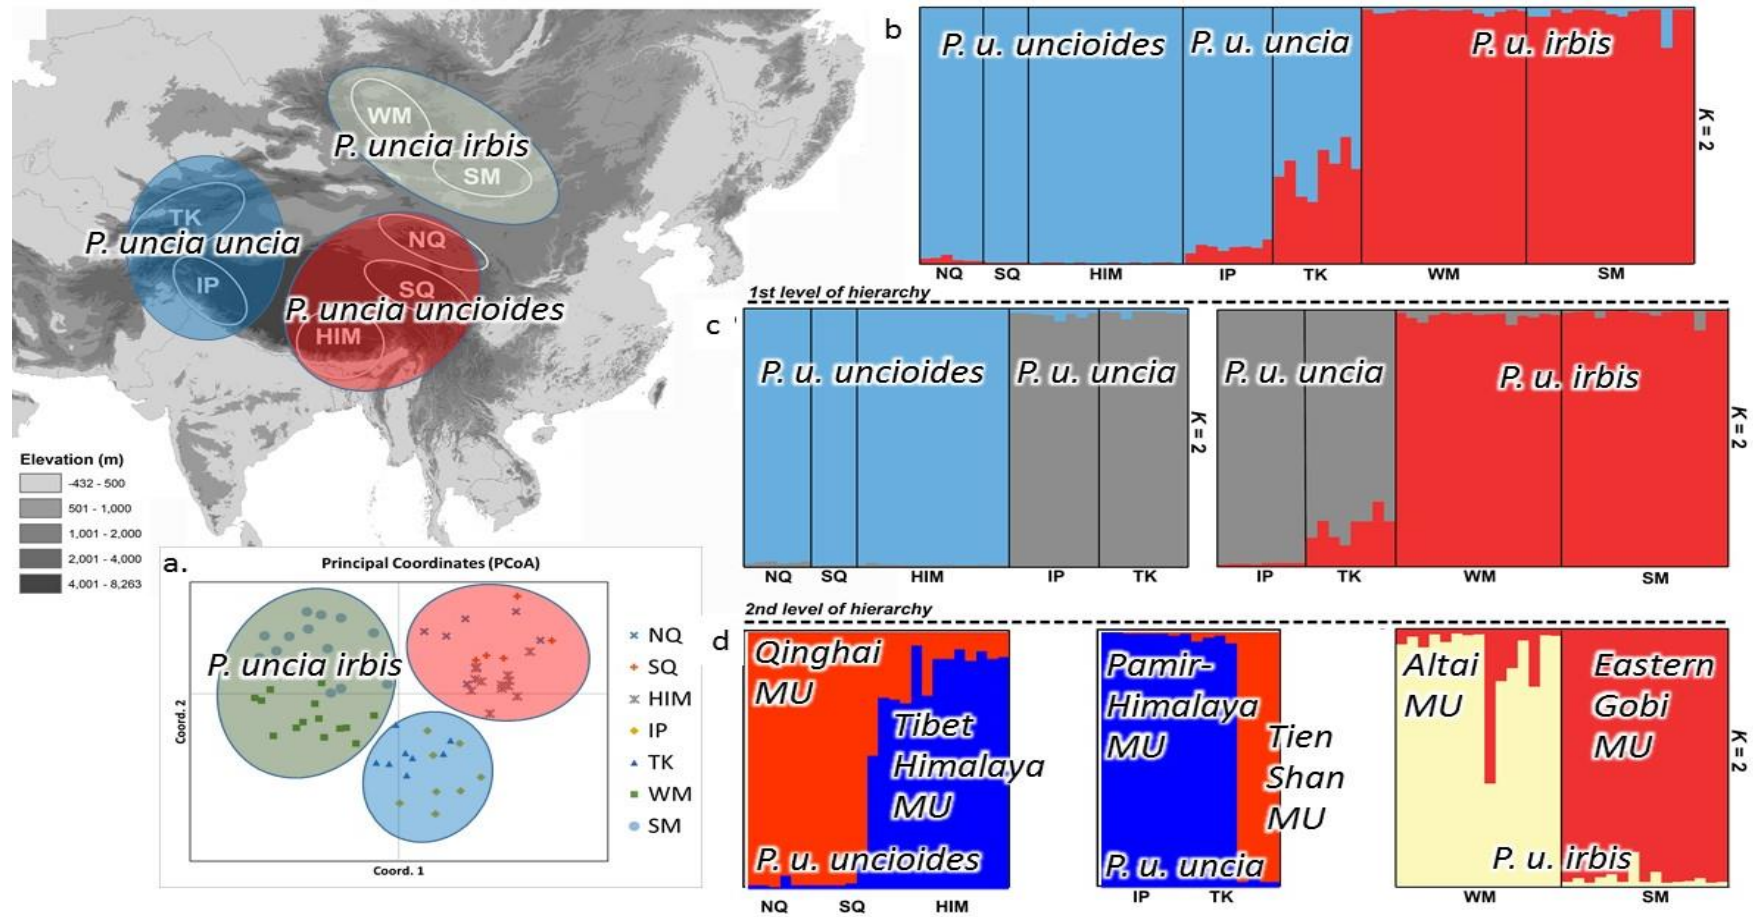 WM
P. uncia irbis
SM
TK
P. uncia uncia
IP
NQ
SQ
P. uncia uncioides
HIM
Elevation (m)
-432 - 500
501 - 1,000
1,001 - 2,000
2,001 - 4,000
4,001 - 8,263
a.
Principal Coordinates (PCoA)
P. uncia irbis
Coord. 2
Coord. 1
NQ
SQ
HIM
IP
TK
WM
SM
b
P. u. uncioides
P. u. uncia
P. u. irbis
K = 2
NQ SQ HIM IP TK WM SM
1st level of hierarchy
c
P. u. uncioides
P. u. uncia
K = 2
NQ SQ HIM IP TK
P. u. uncia
P. u. irbis
K = 2
IP TK WM SM
2nd level of hierarchy
d
Qinghai
MU
Tibet
Himalaya
MU
P. u. uncioides
NQ SQ HIM
Pamir-
Himalaya
MU
Tien
Shan
MU
P. u. uncia
IP TK
Altai
MU
Eastern
Gobi
MU
P. u. irbis
K = 2
WM SM